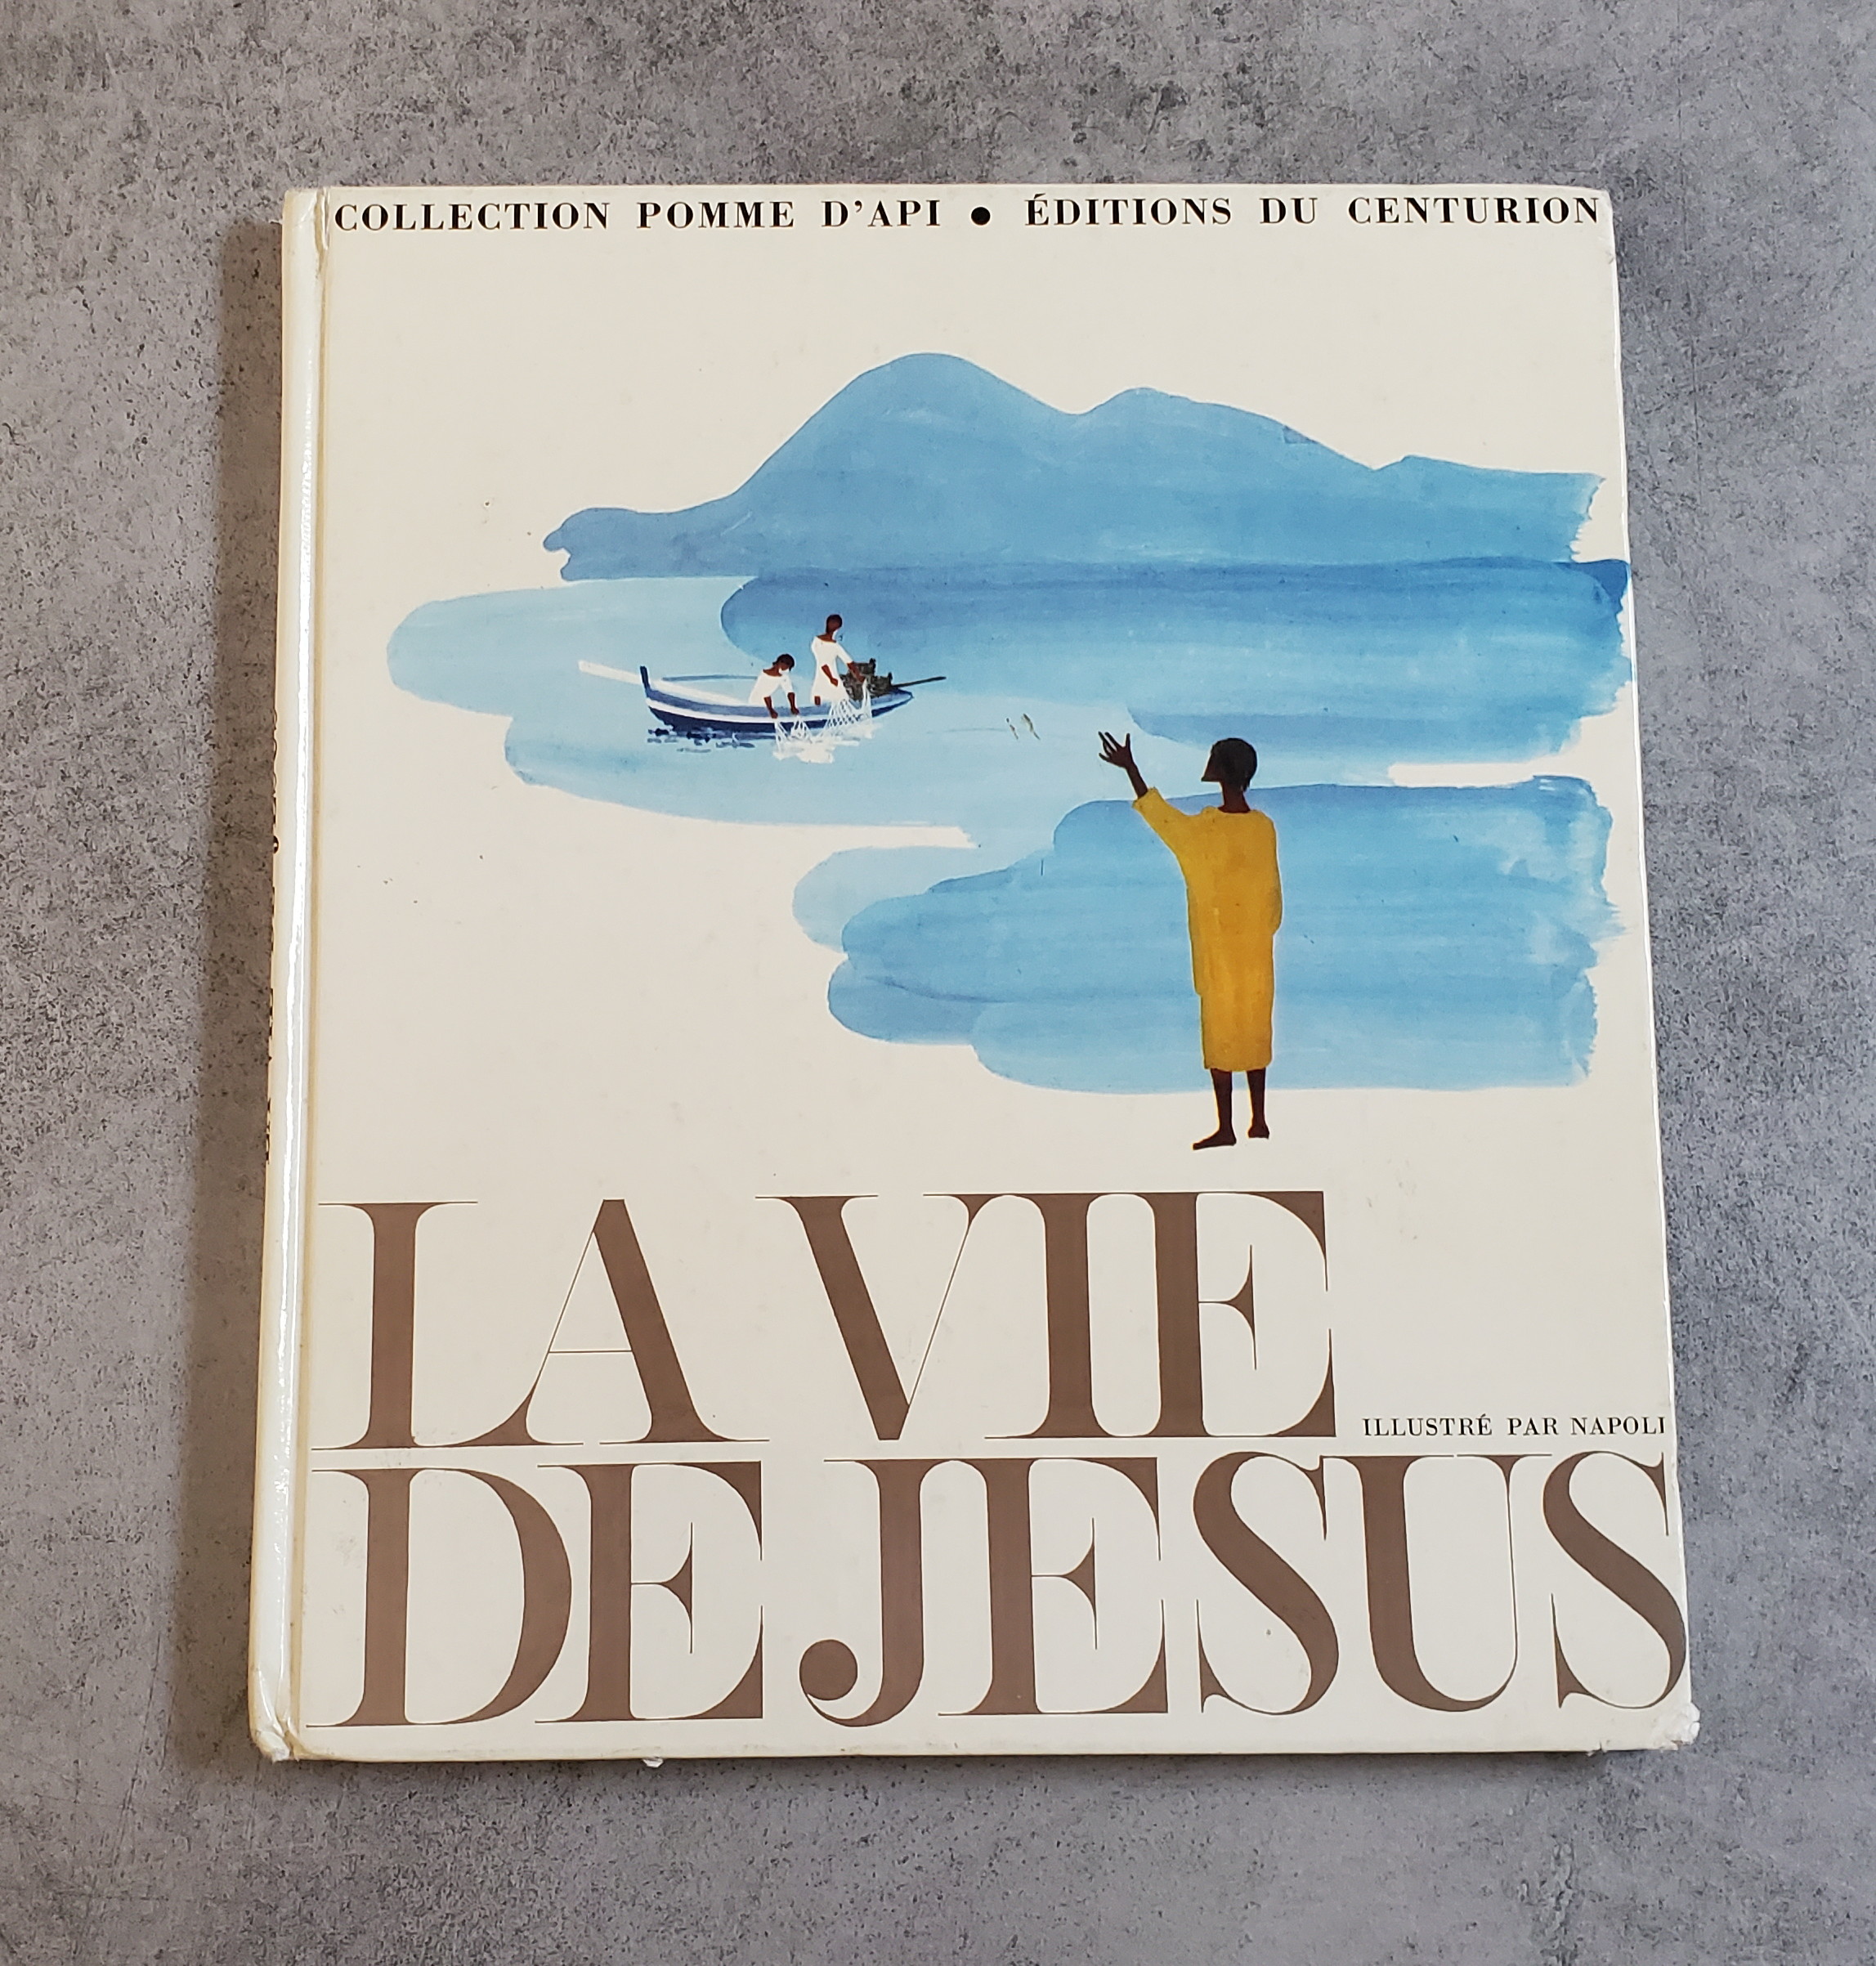 COLLECTION POMME D'API ● ÉDITIONS DU CENTURION
LA VIE
ILLUSTRÉ PAR NAPOLI
DE JESUS